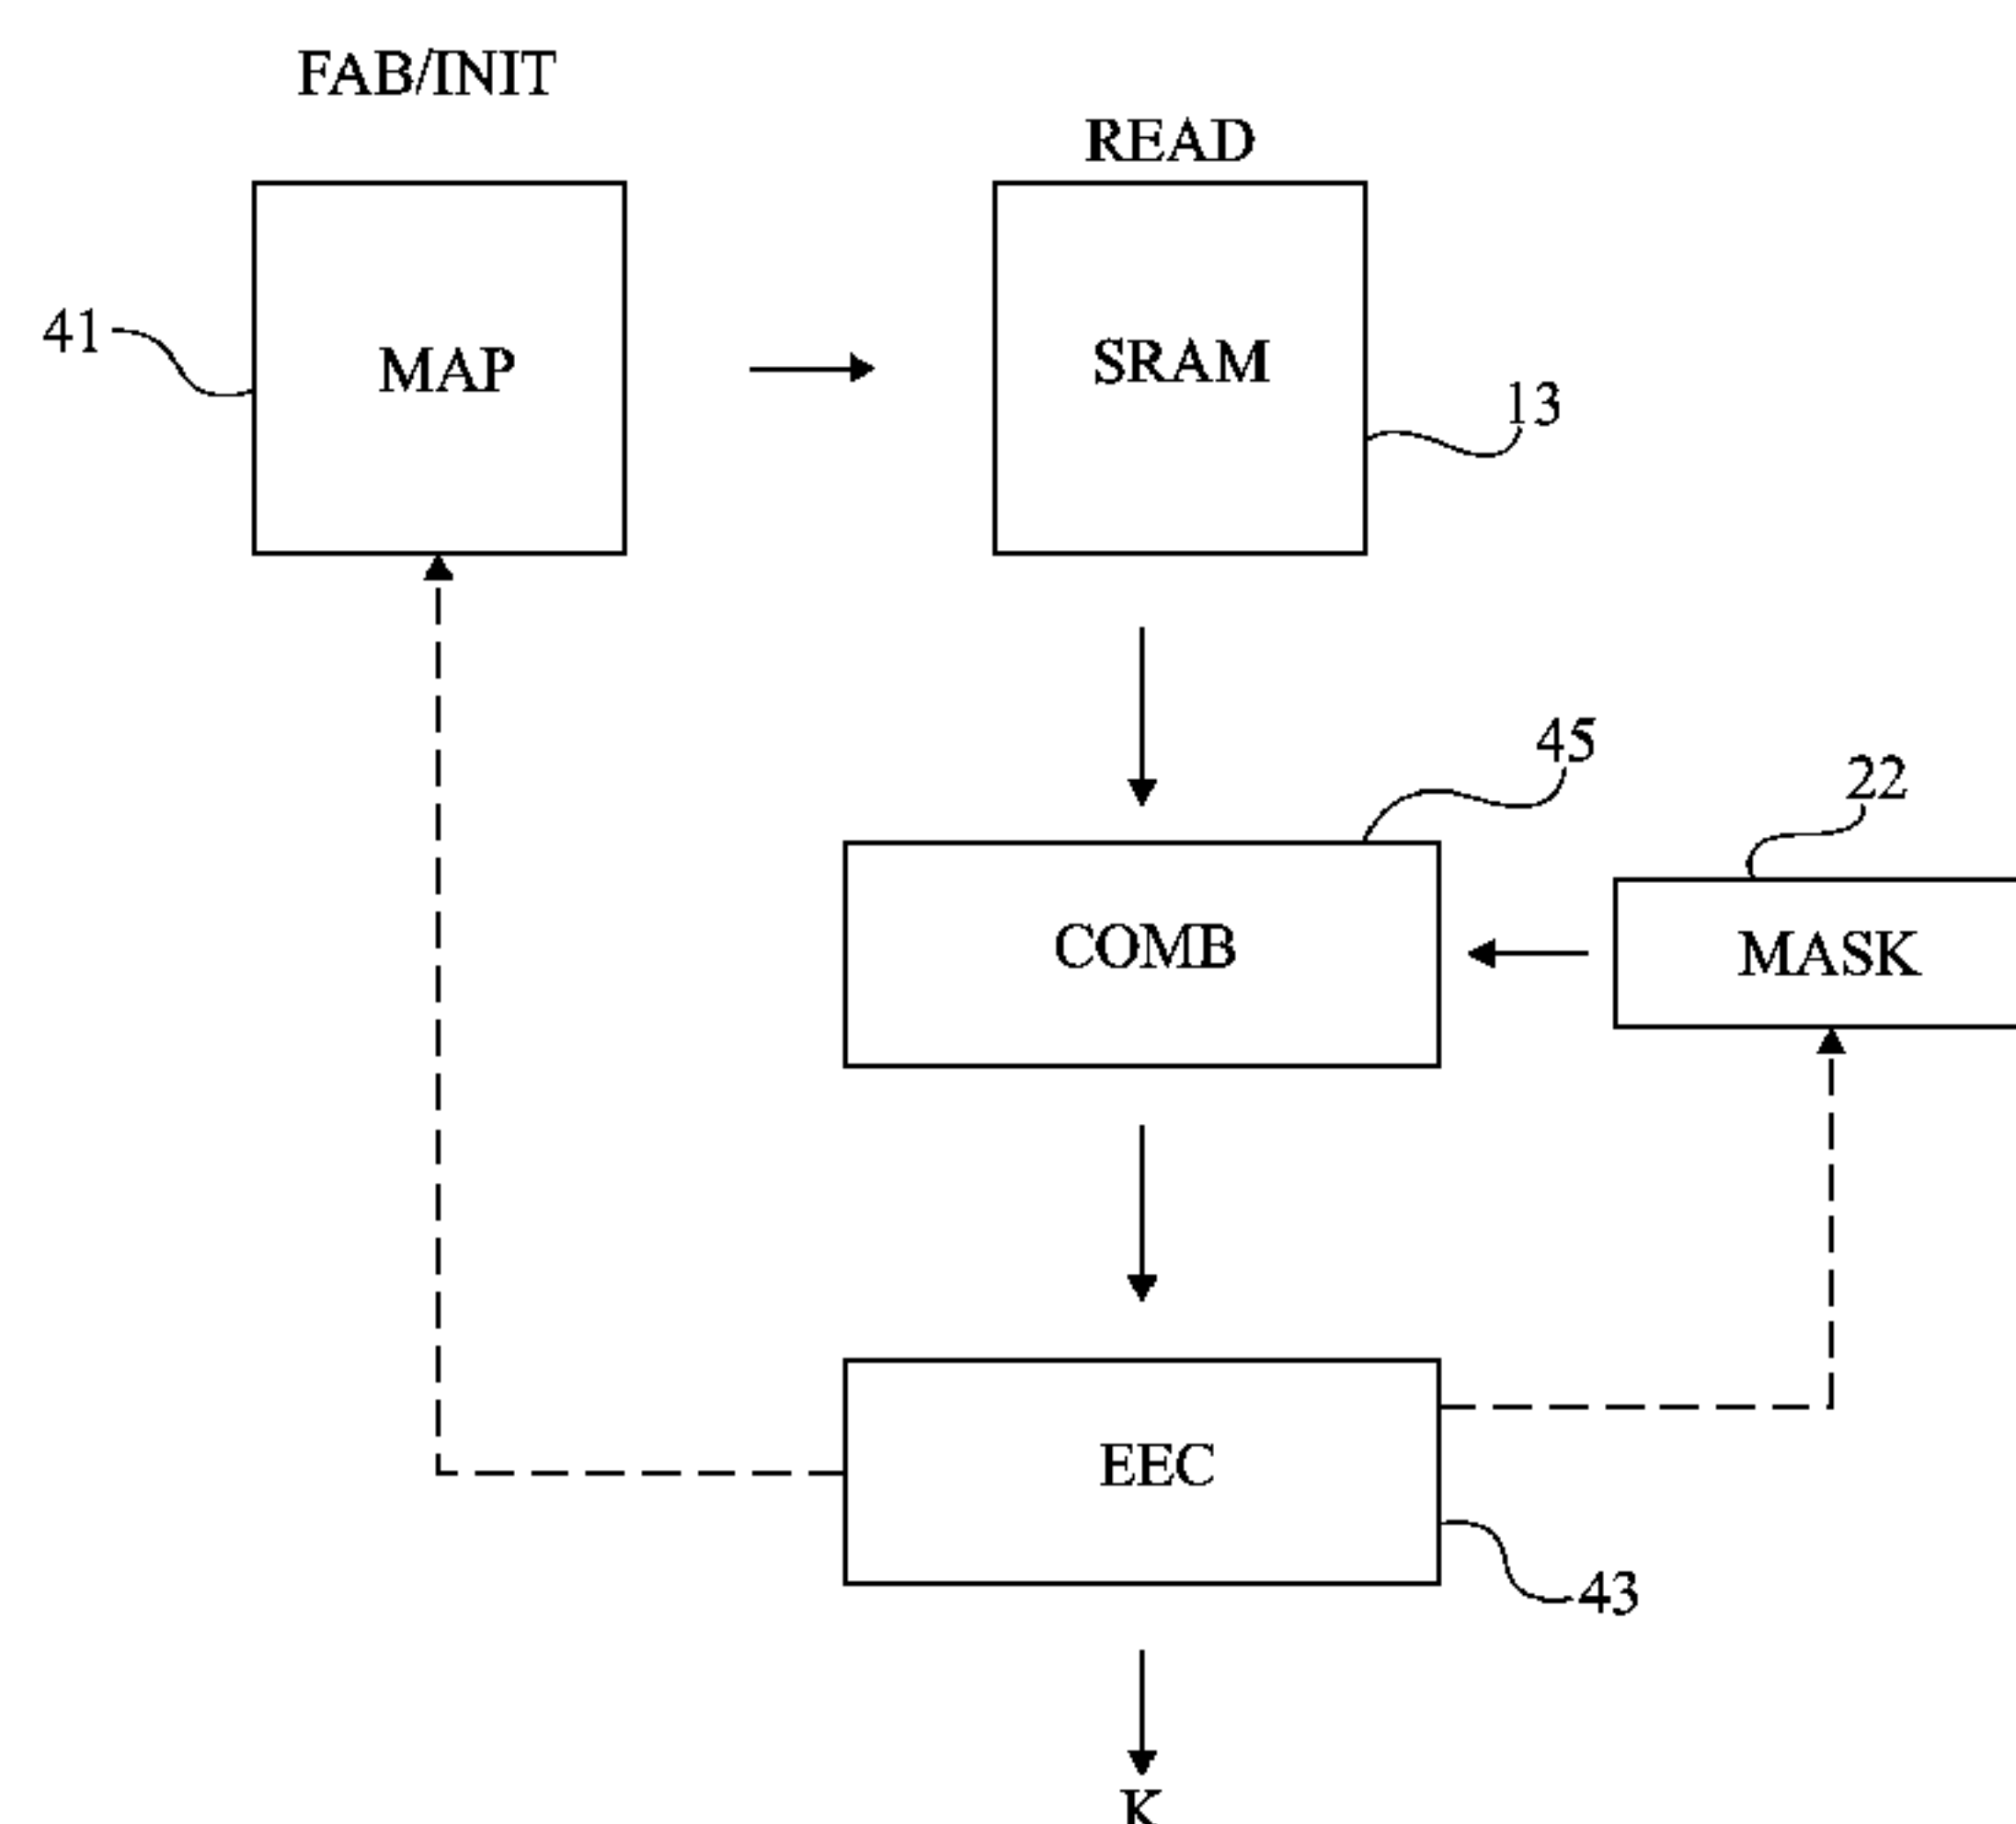 FAB/INIT
READ
41
MAP
SRAM
13
45
22
COMB
MASK
EEC
43
K